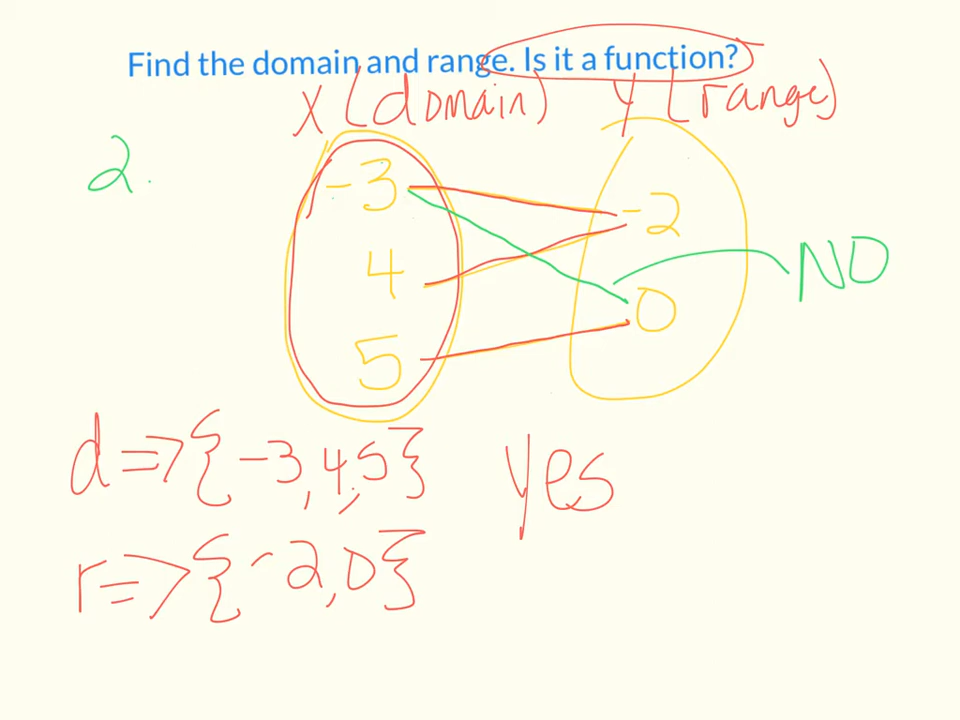 Find the domain and range. Is it a function?
X (domain) Y (range)
2.
-3
4
5
-2
0
NO
d => {-3, 4, 5}
yes
r => {-2, 0}